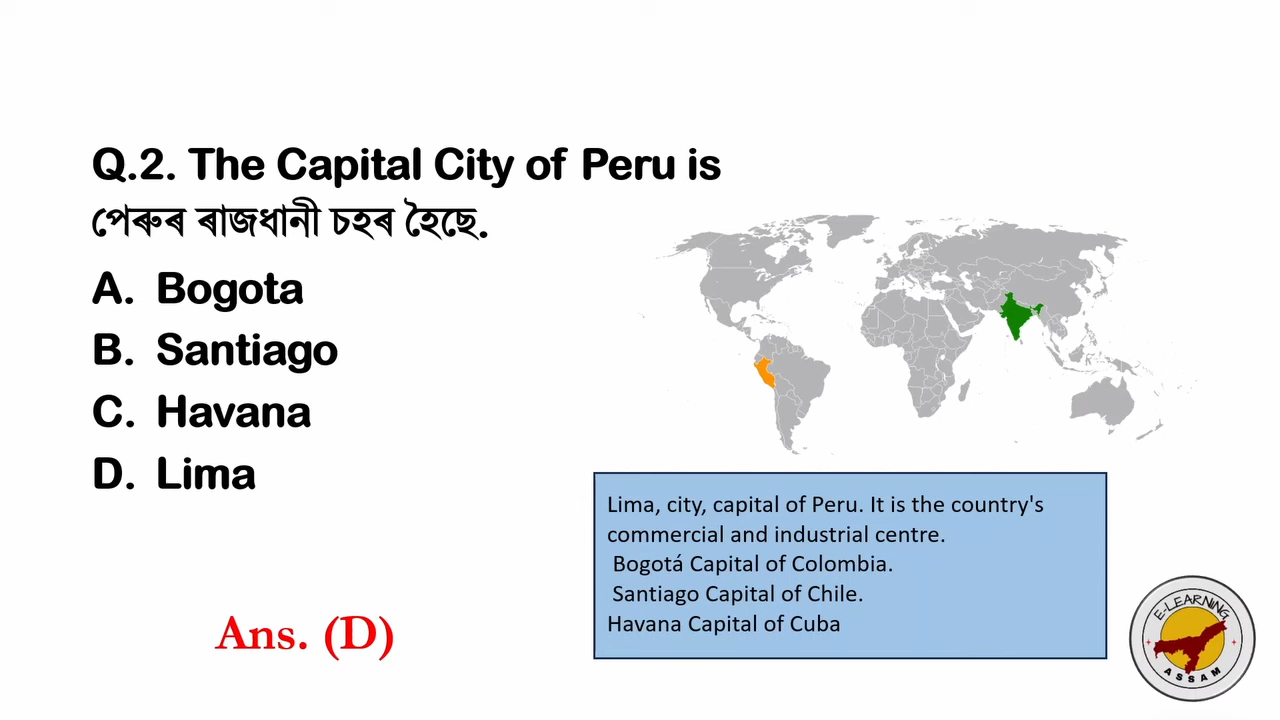 Q.2. The Capital City of Peru is
পেৰুৰ ৰাজধানী চহৰ হৈছে.
A. Bogota
B. Santiago
C. Havana
D. Lima
Ans. (D)
Lima, city, capital of Peru. It is the country's
commercial and industrial centre.
Bogotá Capital of Colombia.
Santiago Capital of Chile.
Havana Capital of Cuba
E-LEARNING
ASSAM